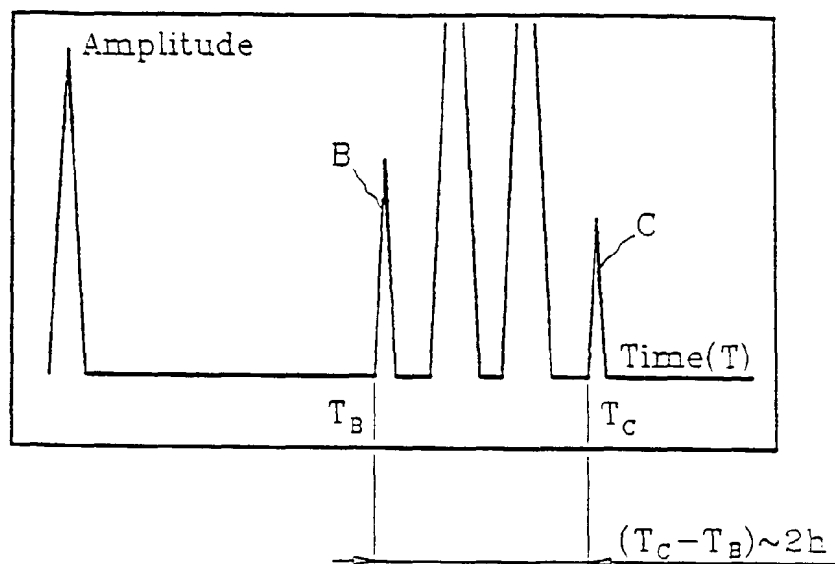 Amplitude
B
C
Time(T)
T_B
T_C
(T_C-T_B)~2h